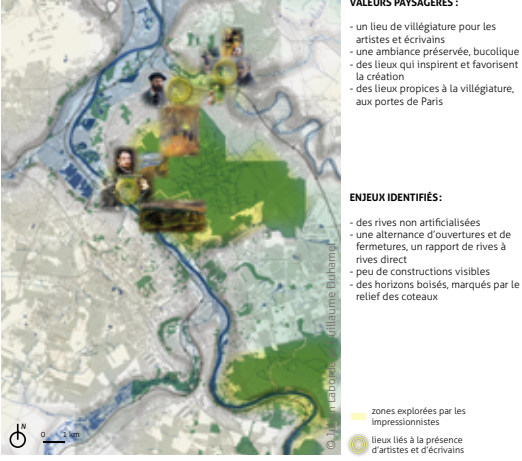 VALEURS PAYSAGÈRES :
- un lieu de villégiature pour les
artistes et écrivains
- une ambiance préservée, bucolique
- des lieux qui inspirent et favorisent
la création
- des lieux propices à la villégiature,
aux portes de Paris
ENJEUX IDENTIFIÉS :
- des rives non artificialisées
- une alternance d'ouvertures et de
fermetures, un rapport de rives à
rives direct
- peu de constructions visibles
- des horizons boisés, marqués par le
relief des coteaux
zones explorées par les
impressionnistes
lieux liés à la présence
d'artistes et d'écrivains
N
0 1 km
© Laborde Guillaume Duhamel